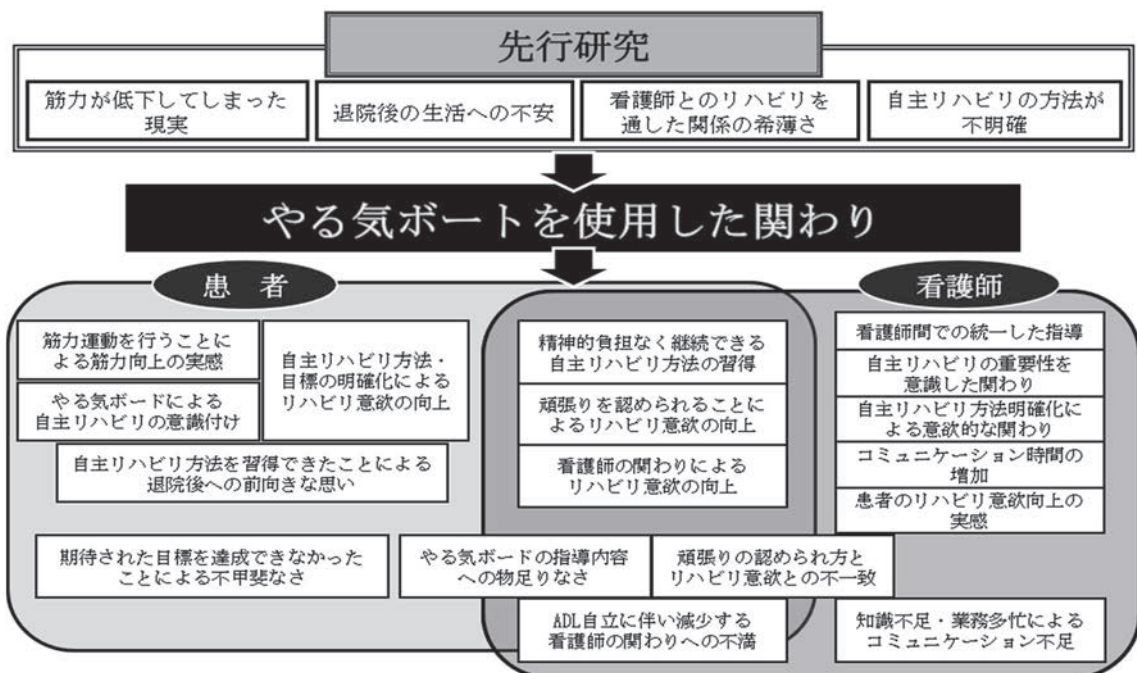 先行研究
筋力が低下してしまった
現実
退院後の生活への不安
看護師とのリハビリを
通した関係の希薄さ
自主リハビリの方法が
不明確
やる気ボートを使用した関わり
患 者
看護師
筋力運動を行うことに
よる筋力向上の実感
やる気ボードによる
自主リハビリの意識付け
自主リハビリ方法・
目標の明確化による
リハビリ意欲の向上
自主リハビリ方法を習得できたことによる
退院後への前向きな思い
精神的負担なく継続できる
自主リハビリ方法の習得
頑張りを認められることに
よるリハビリ意欲の向上
看護師の関わりによる
リハビリ意欲の向上
看護師間での統一した指導
自主リハビリの重要性を
意識した関わり
自主リハビリ方法明確化に
よる意欲的な関わり
コミュニケーション時間の
増加
患者のリハビリ意欲向上の
実感
期待された目標を達成できなかった
ことによる不甲斐なさ
やる気ボードの指導内容
への物足りなさ
頑張りの認められ方と
リハビリ意欲との不一致
ADL自立に伴い減少する
看護師の関わりへの不満
知識不足・業務多忙による
コミュニケーション不足